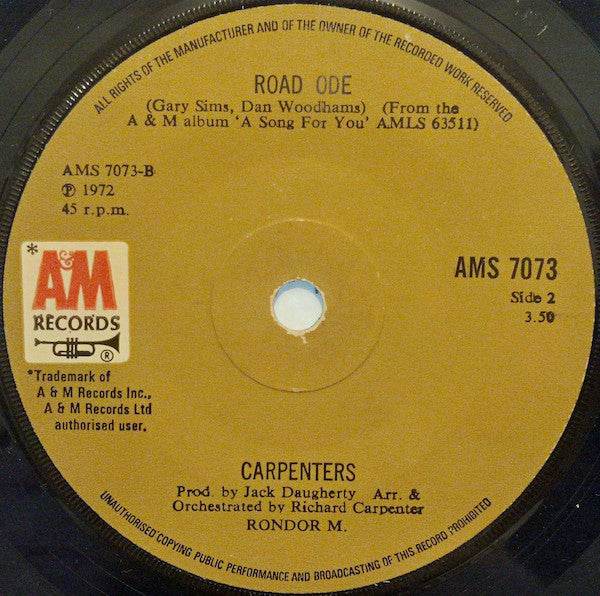 ALL RIGHTS OF THE MANUFACTURER AND OF THE OWNER OF THE RECORDED WORK RESERVED
ROAD ODE
(Gary Sims, Dan Woodhams) (From the
A & M album 'A Song For You' AMLS 63511)
AMS 7073-B
Ⓟ 1972
45 r.p.m.
*
A&M
RECORDS
®
*Trademark of
A & M Records Inc.,
A & M Records Ltd
authorised user.
AMS 7073
Side 2
3.50
CARPENTERS
Prod. by Jack Daugherty Arr. &
Orchestrated by Richard Carpenter
RONDOR M.
UNAUTHORISED COPYING PUBLIC PERFORMANCE AND BROADCASTING OF THIS RECORD PROHIBITED